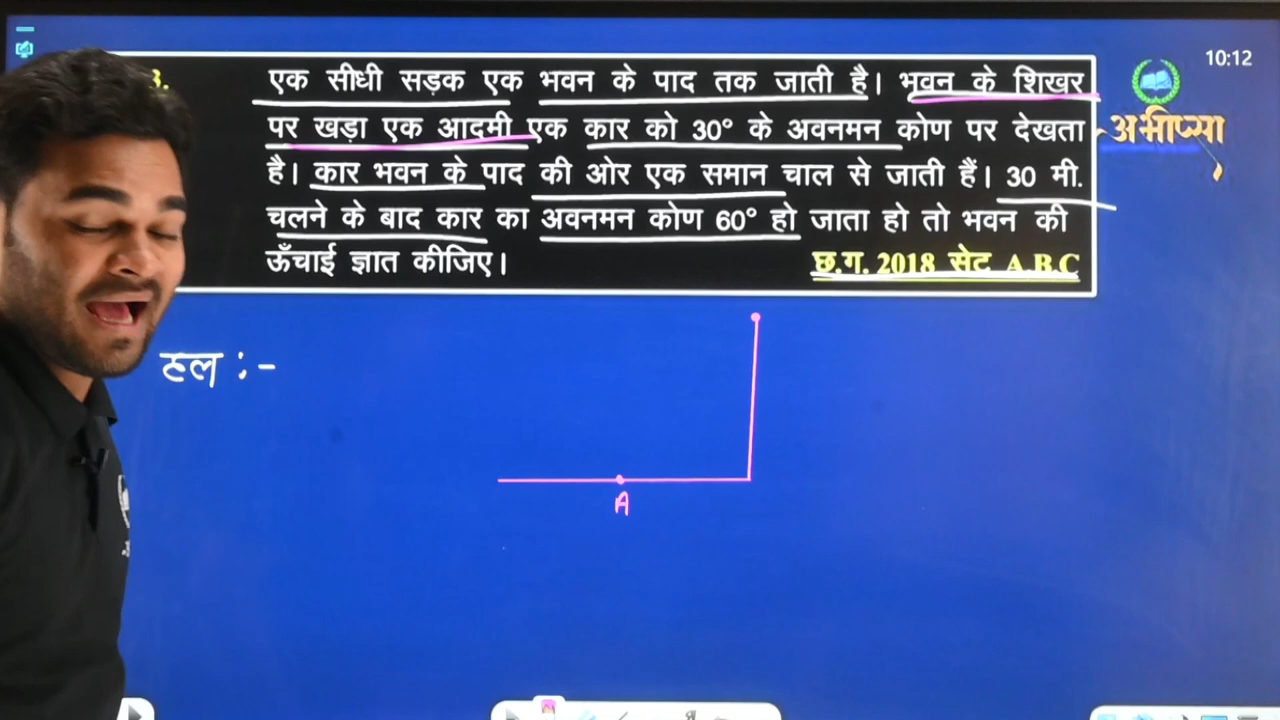 10:12
3. एक सीधी सड़क एक भवन के पाद तक जाती है। भवन के शिखर
पर खड़ा एक आदमी एक कार को 30° के अवनमन कोण पर देखता
है। कार भवन के पाद की ओर एक समान चाल से जाती हैं। 30 मी.
चलने के बाद कार का अवनमन कोण 60° हो जाता हो तो भवन की
ऊँचाई ज्ञात कीजिए।
छ.ग. 2018 सेट A,B,C
अभीप्सा
हल :-
A